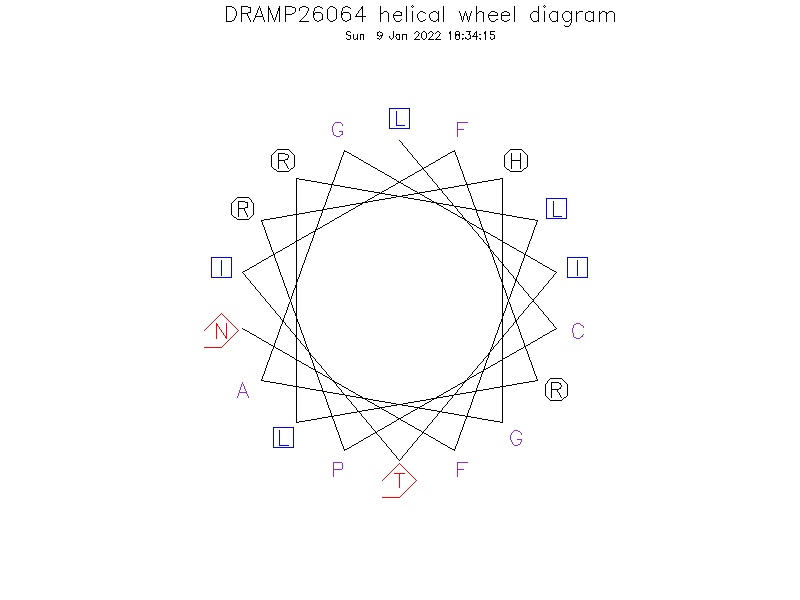 DRAMP26064 helical wheel diagram
Sun 9 Jan 2022 18:34:15
G L F
R H
R L
I I
N C
A R
L G
P F
T